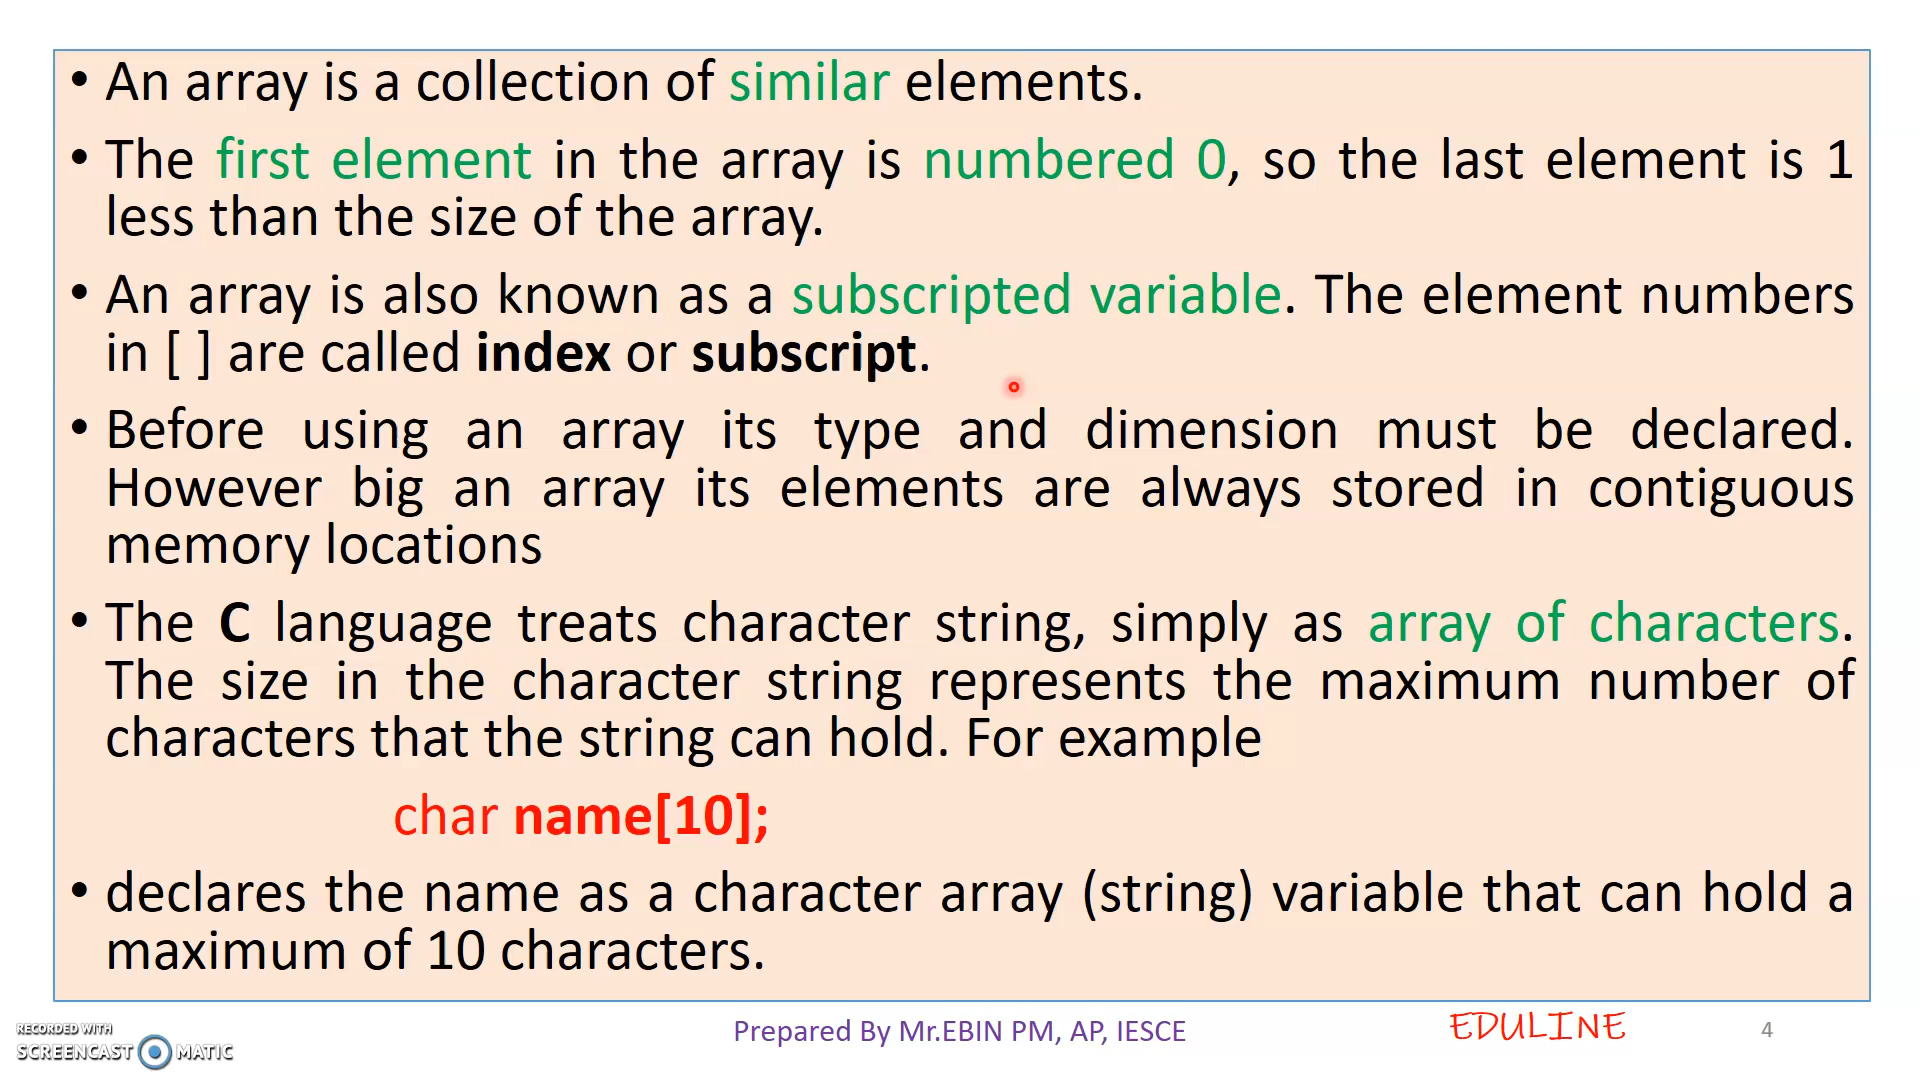 • An array is a collection of similar elements.
• The first element in the array is numbered 0, so the last element is 1
less than the size of the array.
• An array is also known as a subscripted variable. The element numbers
in [ ] are called index or subscript.
• Before using an array its type and dimension must be declared.
However big an array its elements are always stored in contiguous
memory locations
• The C language treats character string, simply as array of characters.
The size in the character string represents the maximum number of
characters that the string can hold. For example
char name[10];
• declares the name as a character array (string) variable that can hold a
maximum of 10 characters.
RECORDED WITH
SCREENCAST MATIC
Prepared By Mr.EBIN PM, AP, IESCE
EDULINE
4